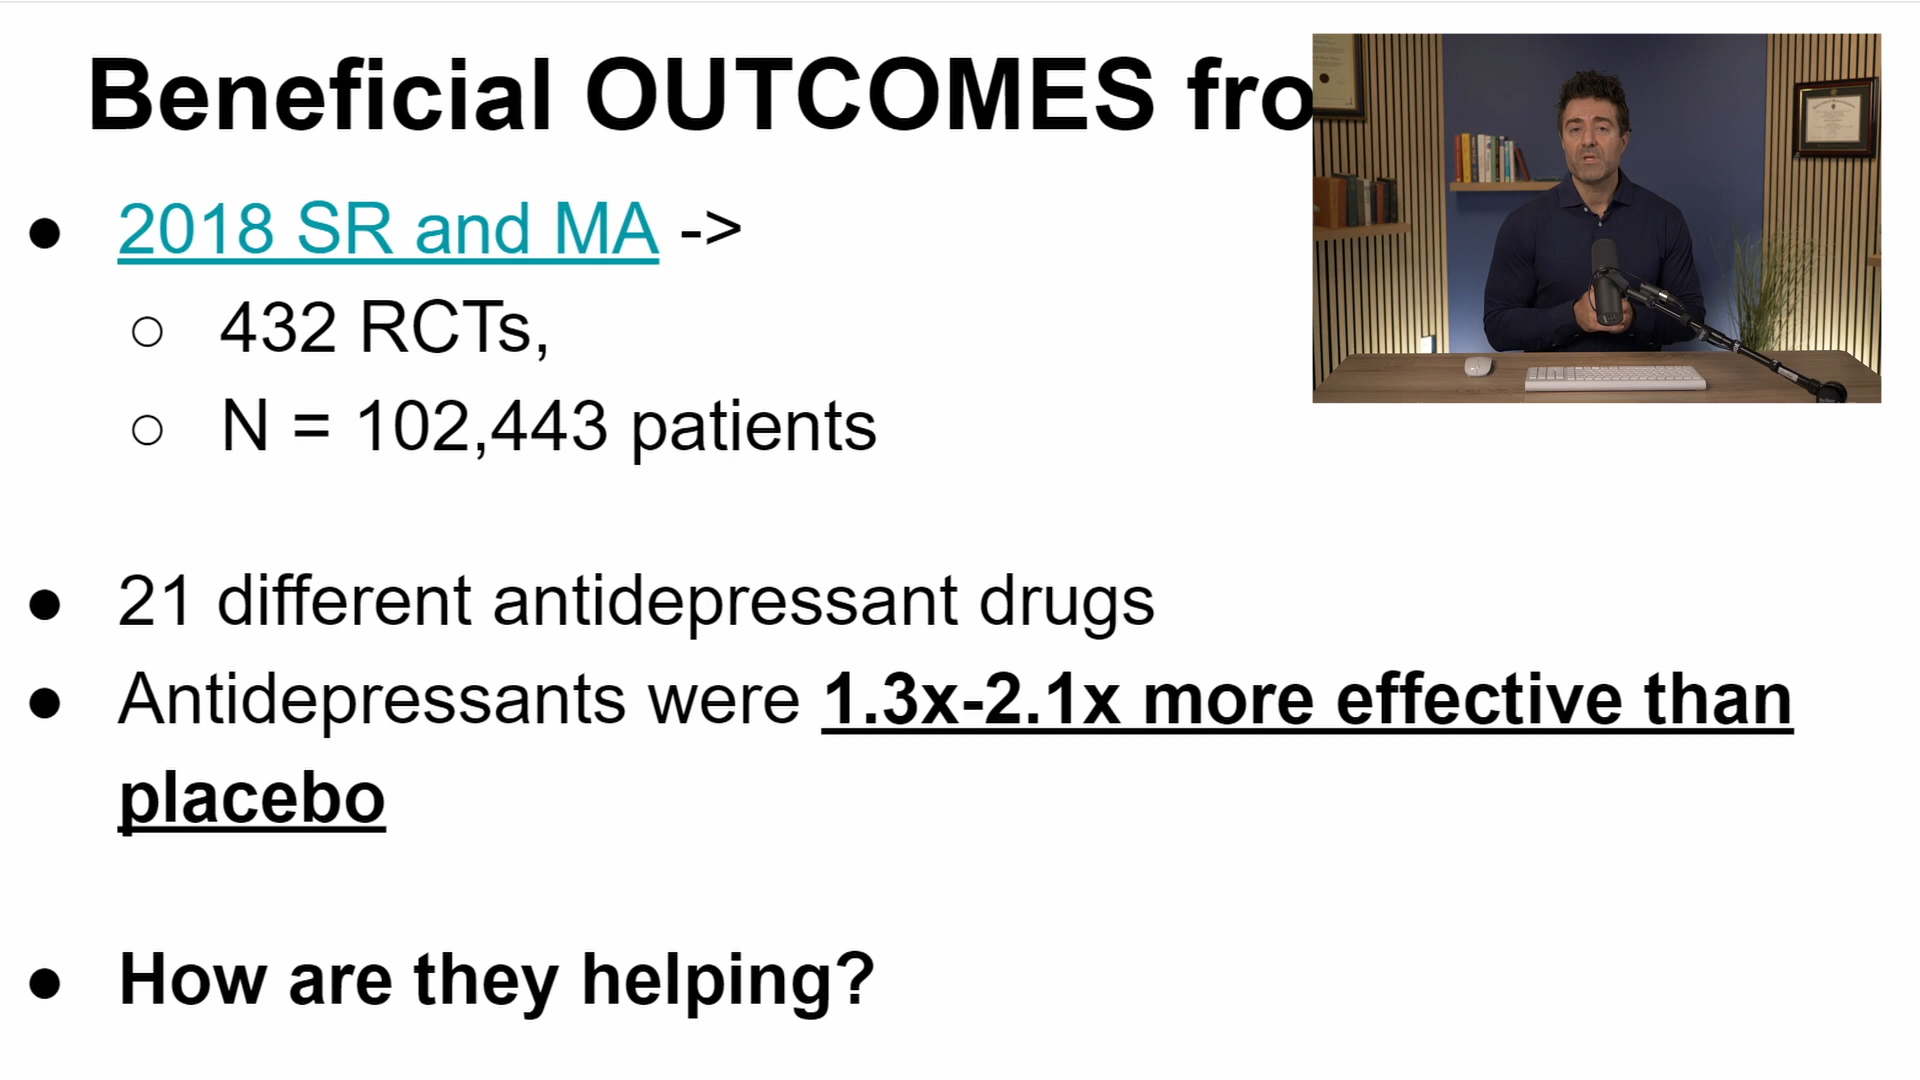 Beneficial OUTCOMES fro
● 2018 SR and MA ->
○ 432 RCTs,
○ N = 102,443 patients
● 21 different antidepressant drugs
● Antidepressants were 1.3x-2.1x more effective than
placebo
● How are they helping?